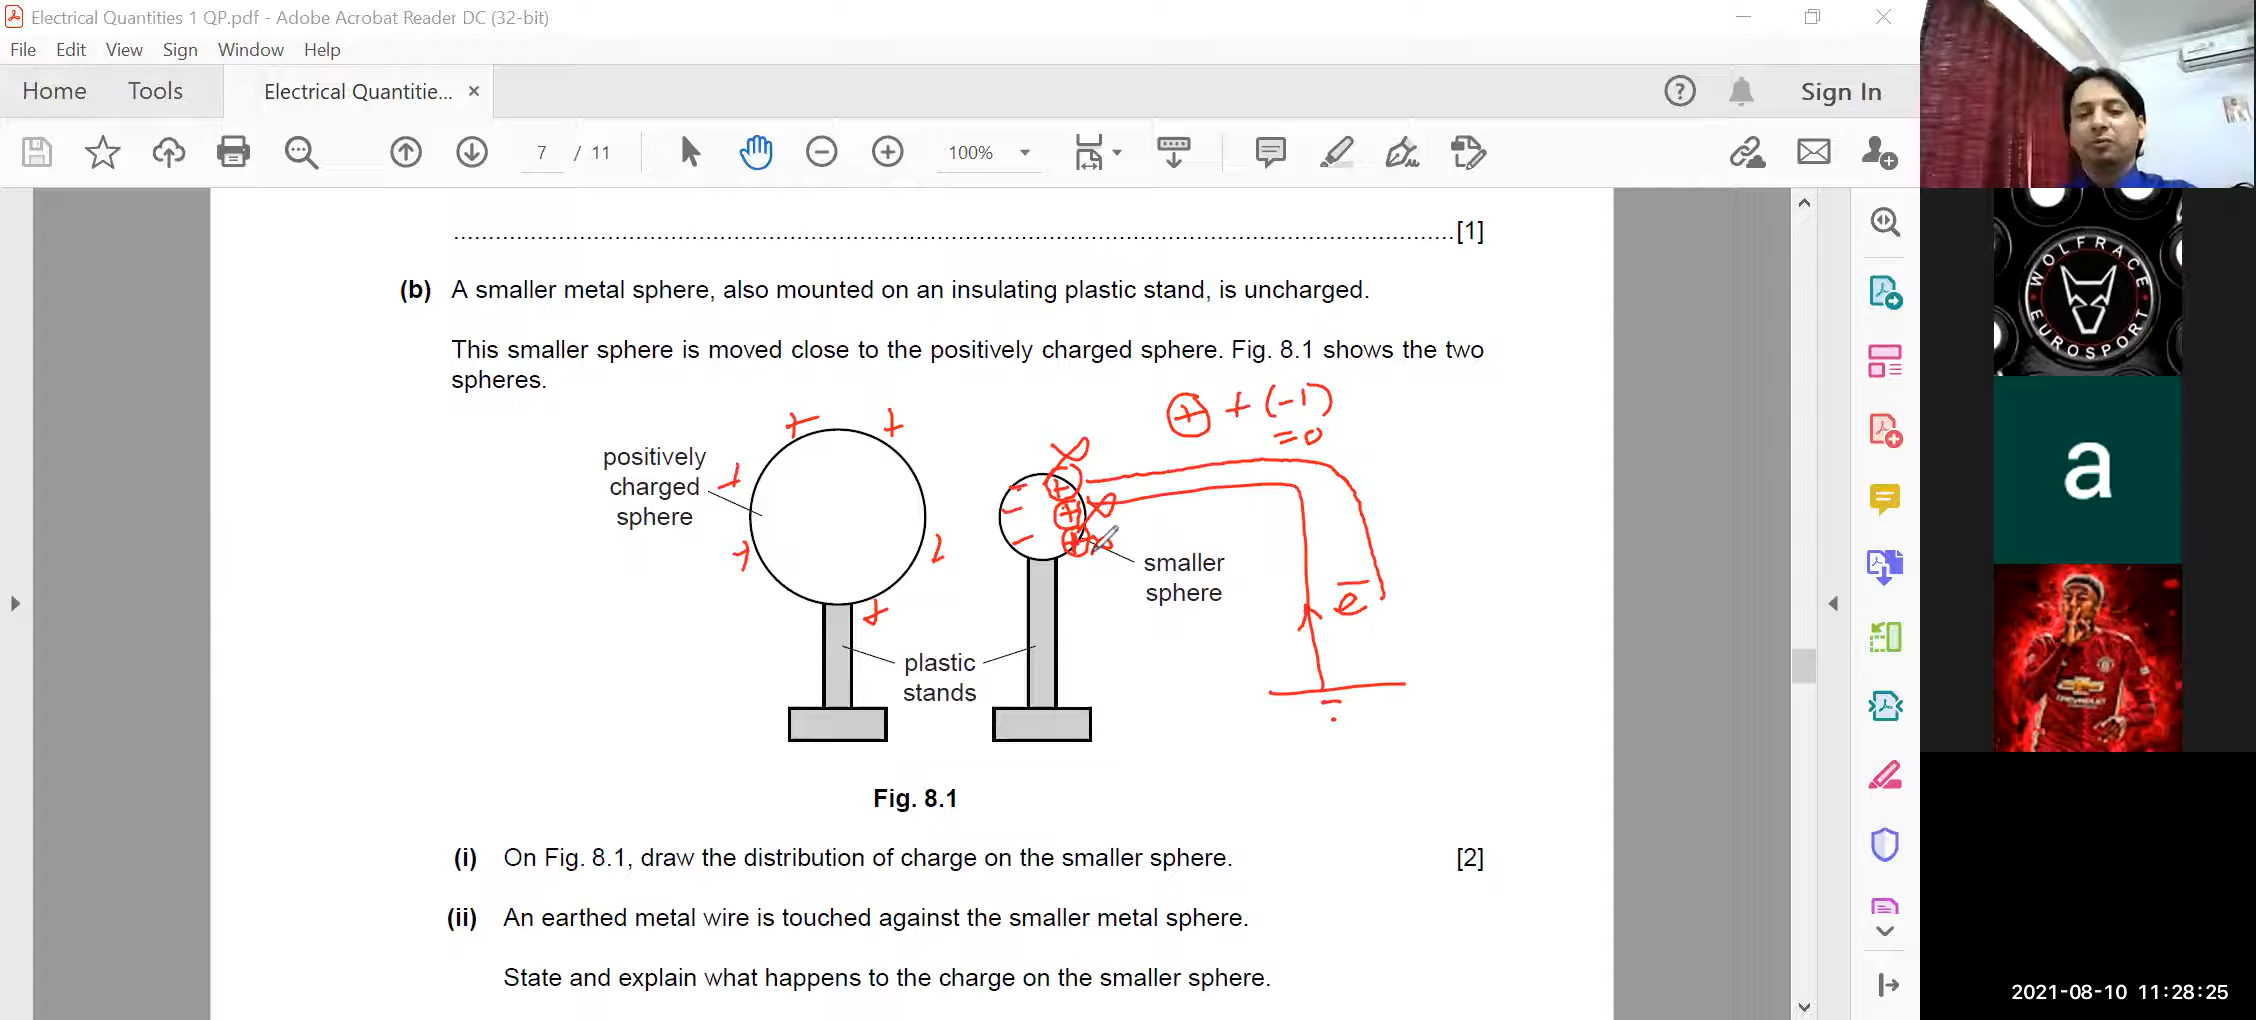 Electrical Quantities 1 QP.pdf - Adobe Acrobat Reader DC (32-bit)
File Edit View Sign Window Help
Home Tools Electrical Quantitie... × Sign In
7 / 11 100%
[1]
(b) A smaller metal sphere, also mounted on an insulating plastic stand, is uncharged.
This smaller sphere is moved close to the positively charged sphere. Fig. 8.1 shows the two
spheres.
+ + (-1)
= 0
positively
charged
sphere
smaller
sphere
e
plastic
stands
Fig. 8.1
(i) On Fig. 8.1, draw the distribution of charge on the smaller sphere. [2]
(ii) An earthed metal wire is touched against the smaller metal sphere.
State and explain what happens to the charge on the smaller sphere.
WOLFRACE
EUROSPORT
a
CHEVROLET
2021-08-10 11:28:25